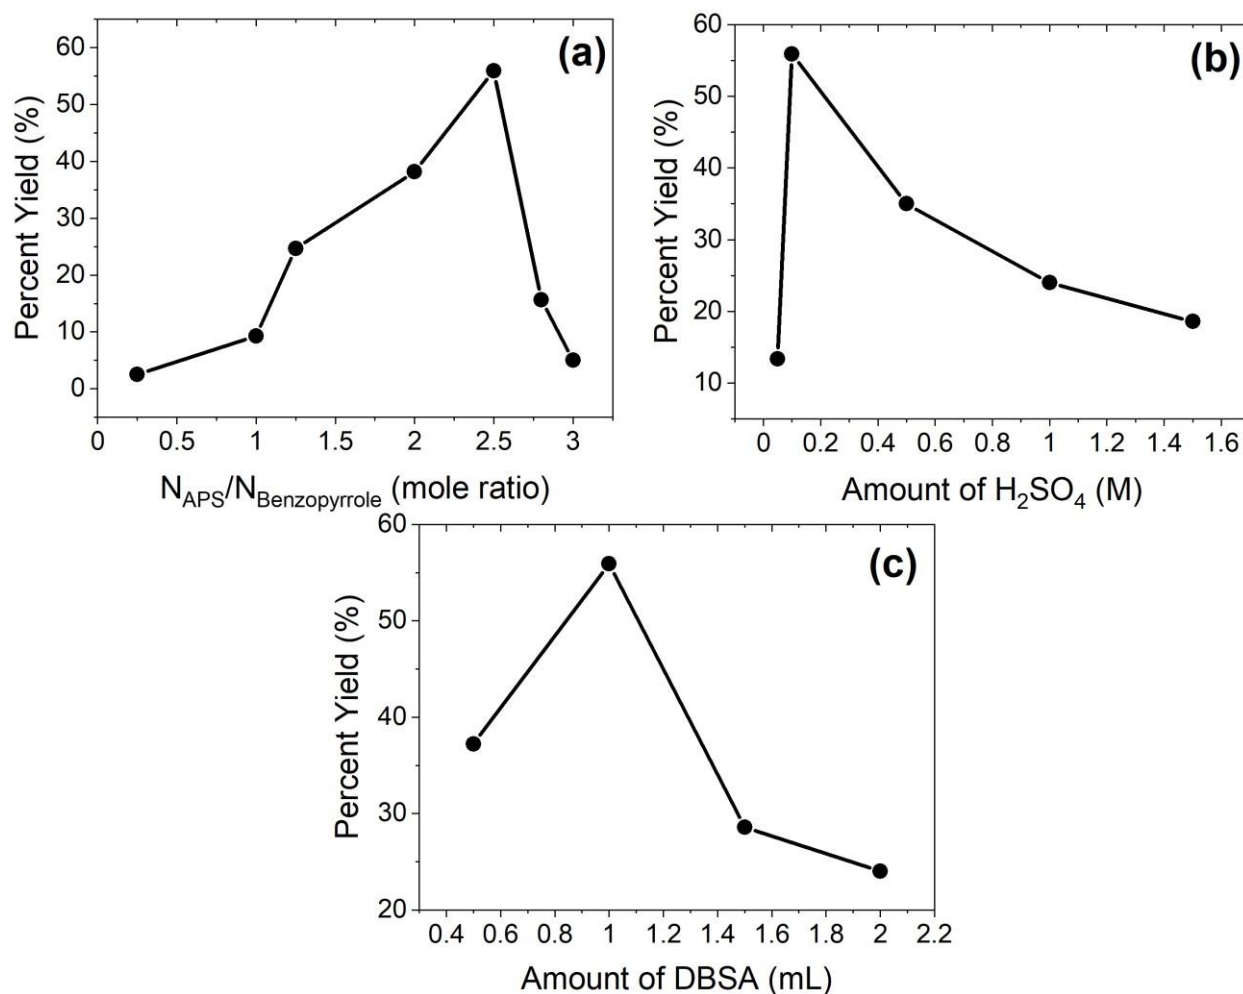 (a)
60
50
40
30
20
10
0
Percent Yield (%)
0 0.5 1 1.5 2 2.5 3
N_APS/N_Benzopyrrole (mole ratio)
(b)
60
50
40
30
20
10
Percent Yield (%)
0 0.2 0.4 0.6 0.8 1 1.2 1.4 1.6
Amount of H₂SO₄ (M)
(c)
60
50
40
30
20
Percent Yield (%)
0.4 0.6 0.8 1 1.2 1.4 1.6 1.8 2 2.2
Amount of DBSA (mL)